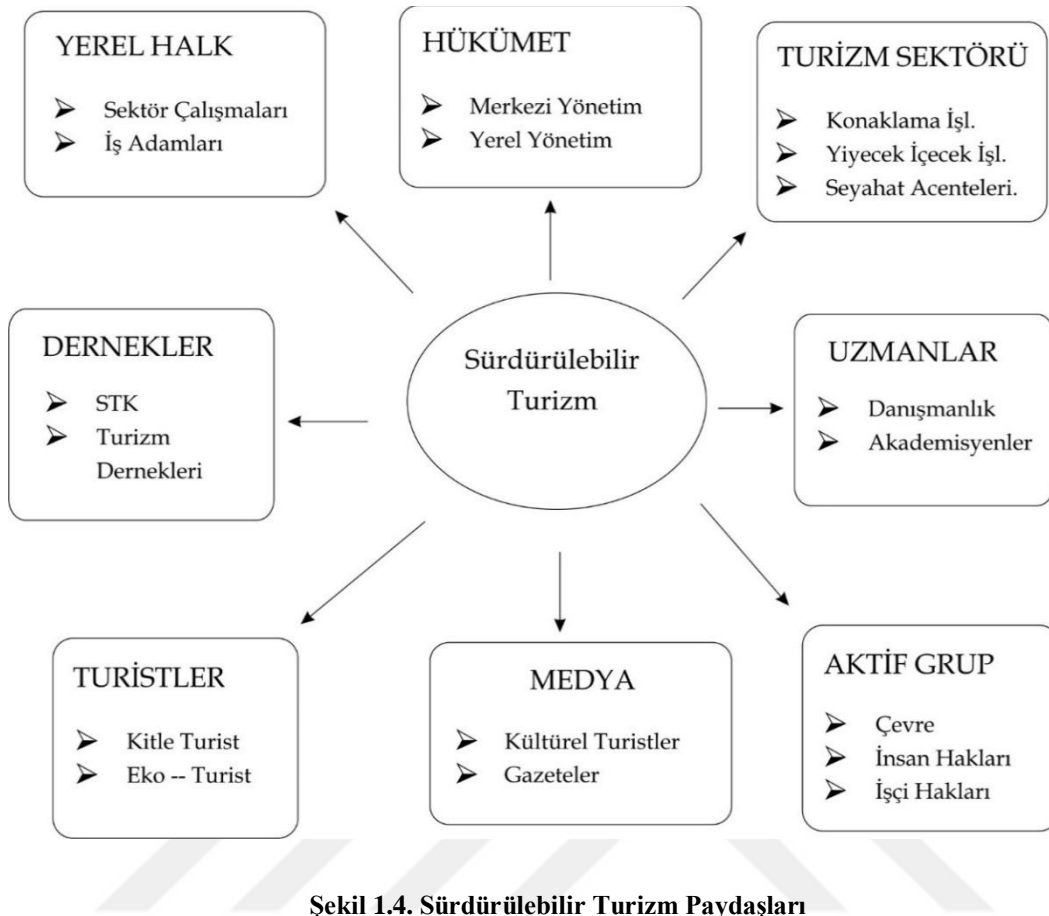 YEREL HALK
Sektör Çalışmaları
İş Adamları
HÜKÜMET
Merkezi Yönetim
Yerel Yönetim
TURİZM SEKTÖRÜ
Konaklama İşl.
Yiyecek İçecek İşl.
Seyahat Acenteleri.
DERNEKLER
STK
Turizm
Dernekleri
Sürdürülebilir
Turizm
UZMANLAR
Danışmanlık
Akademisyenler
TURİSTLER
Kitle Turist
Eko -- Turist
MEDYA
Kültürel Turistler
Gazeteler
AKTİF GRUP
Çevre
İnsan Hakları
İşçi Hakları
Şekil 1.4. Sürdürülebilir Turizm Paydaşları